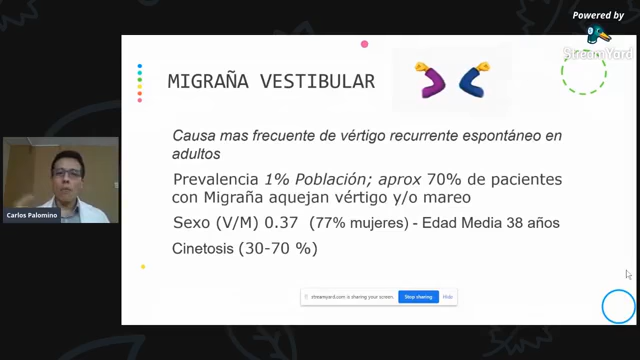 Powered by
StreamYard
MIGRAÑA VESTIBULAR
Causa mas frecuente de vértigo recurrente espontáneo en
adultos
Prevalencia 1% Población; aprox 70% de pacientes
con Migraña aquejan vértigo y/o mareo
Sexo (V/M) 0.37 (77% mujeres) - Edad Media 38 años
Cinetosis (30-70 %)
Carlos Palomino
streamyard.com is sharing your screen.
Stop sharing
Hide